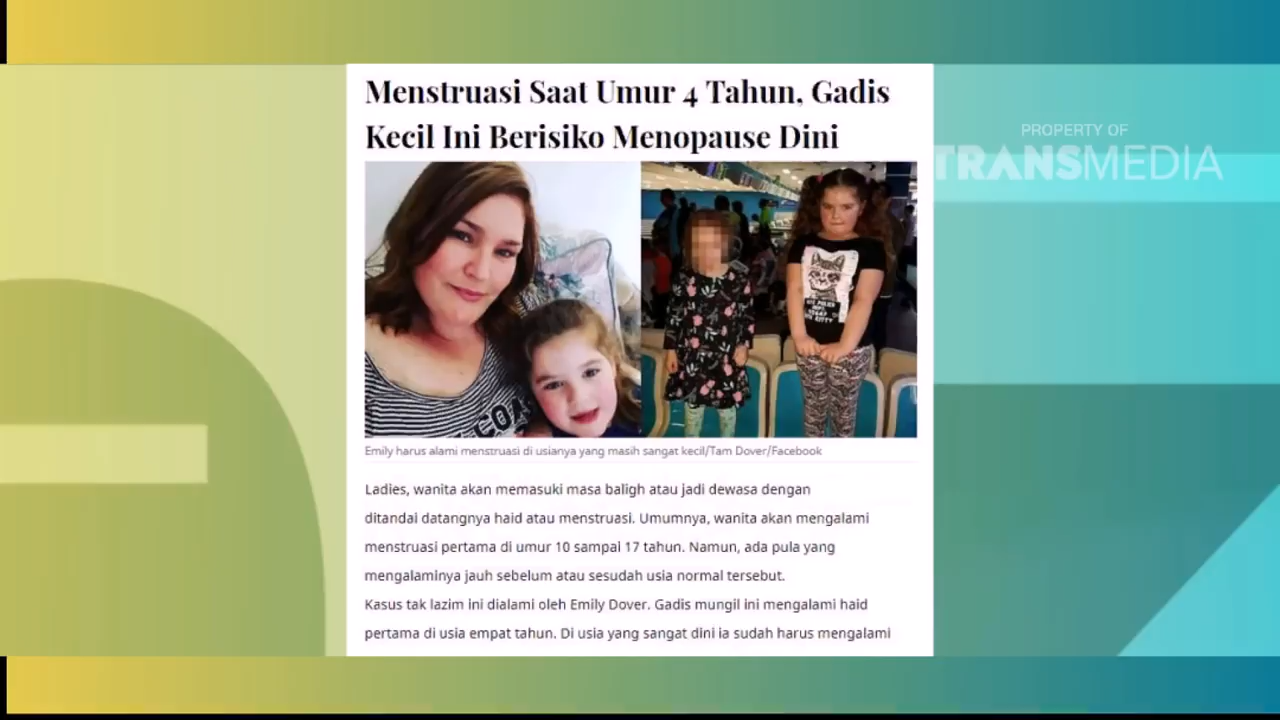 Menstruasi Saat Umur 4 Tahun, Gadis
Kecil Ini Berisiko Menopause Dini
PROPERTY OF
TRANSMEDIA
COA
Emily harus alami menstruasi di usianya yang masih sangat kecil/Tam Dover/Facebook
Ladies, wanita akan memasuki masa baligh atau jadi dewasa dengan
ditandai datangnya haid atau menstruasi. Umumnya, wanita akan mengalami
menstruasi pertama di umur 10 sampai 17 tahun. Namun, ada pula yang
mengalaminya jauh sebelum atau sesudah usia normal tersebut.
Kasus tak lazim ini dialami oleh Emily Dover. Gadis mungil ini mengalami haid
pertama di usia empat tahun. Di usia yang sangat dini ia sudah harus mengalami